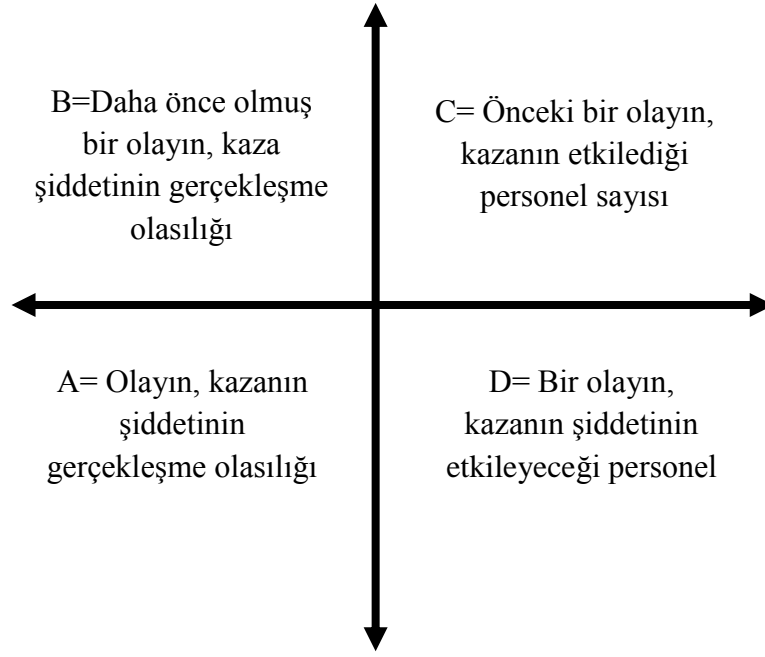 B=Daha önce olmuş
bir olayın, kaza
şiddetinin gerçekleşme
olasılığı
C= Önceki bir olayın,
kazanın etkilediği
personel sayısı
A= Olayın, kazanın
şiddetinin
gerçekleşme olasılığı
D= Bir olayın,
kazanın şiddetinin
etkileyeceği personel